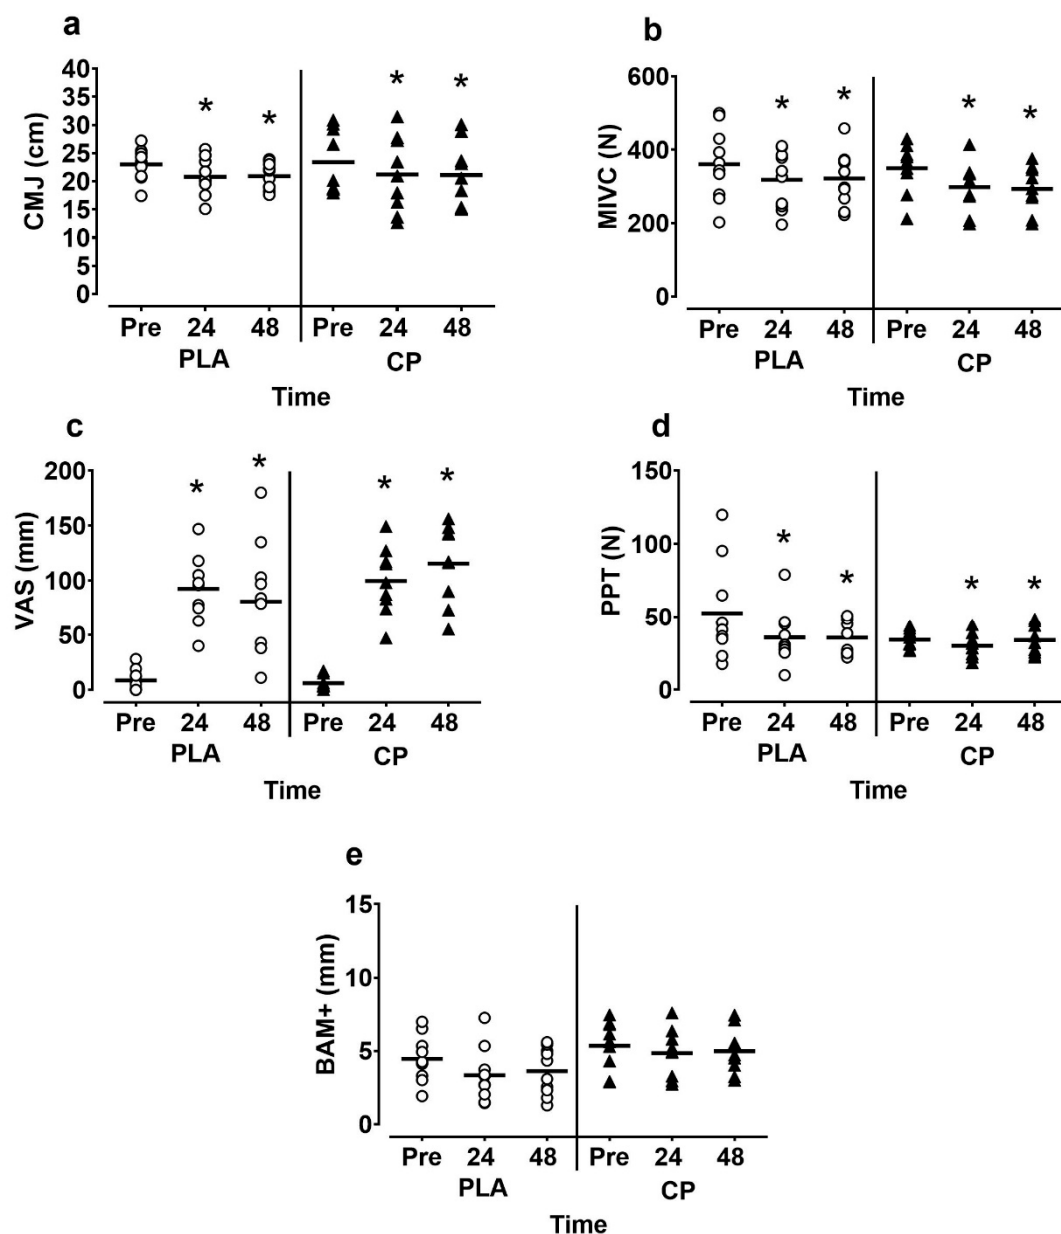 a
CMJ (cm)
40
35
30
25
20
15
10
5
0
*
*
*
*
Pre 24 48 Pre 24 48
PLA CP
Time
b
MIVC (N)
600
400
200
0
*
*
*
*
Pre 24 48 Pre 24 48
PLA CP
Time
c
VAS (mm)
200
150
100
50
0
*
*
*
*
Pre 24 48 Pre 24 48
PLA CP
Time
d
PPT (N)
150
100
50
0
*
*
*
*
Pre 24 48 Pre 24 48
PLA CP
Time
e
BAM+ (mm)
15
10
5
0
Pre 24 48 Pre 24 48
PLA CP
Time